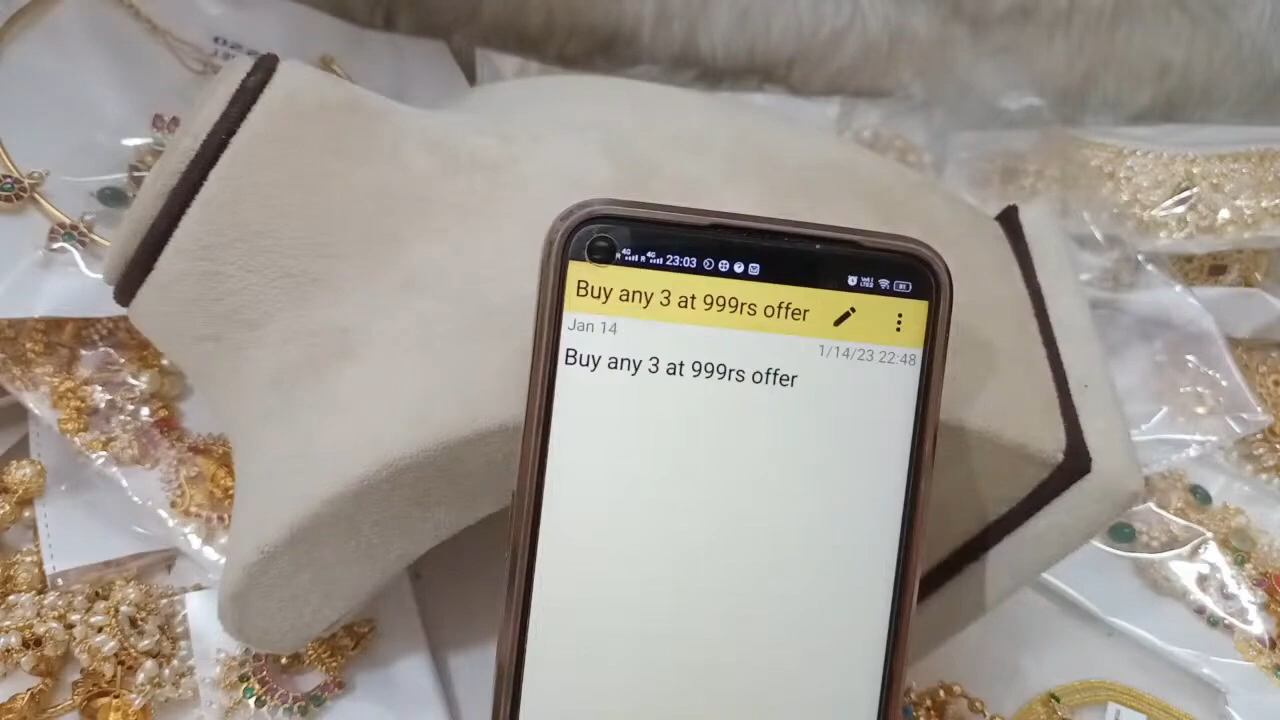 23:03
Buy any 3 at 999rs offer
Jan 14
1/14/23 22:48
Buy any 3 at 999rs offer